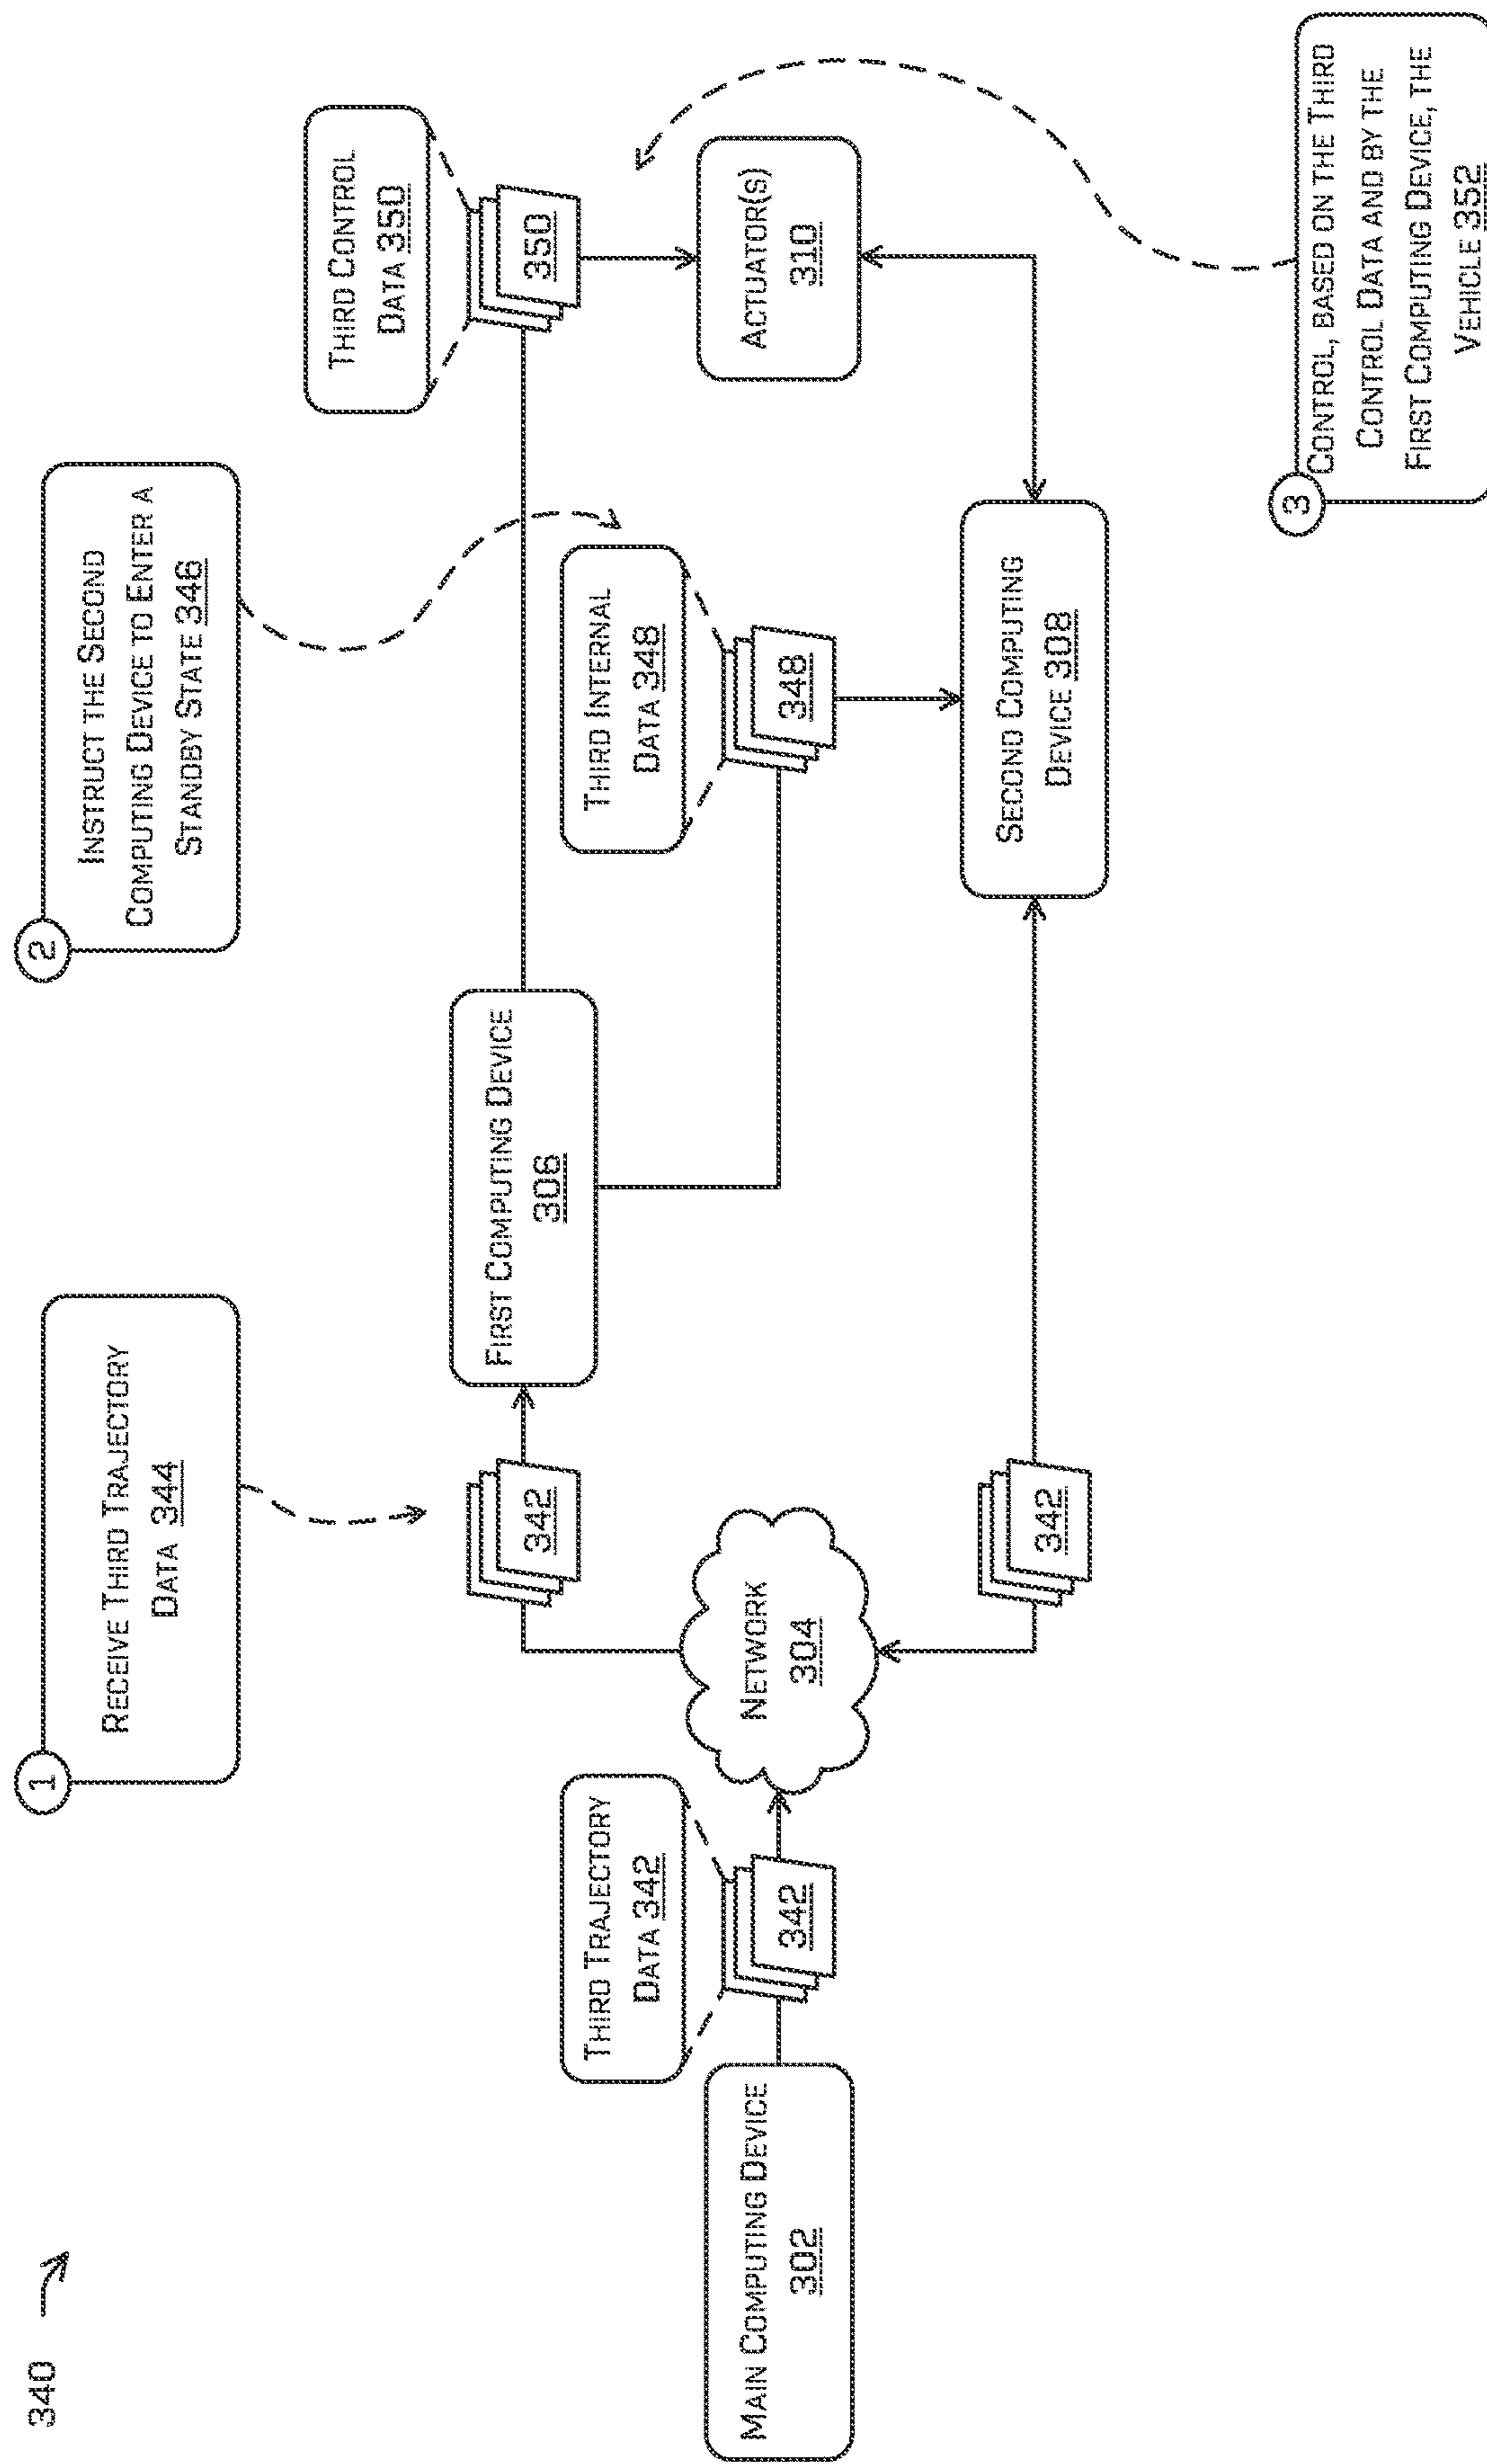 340
1
RECEIVE THIRD TRAJECTORY
DATA 344
2
INSTRUCT THE SECOND
COMPUTING DEVICE TO ENTER A
STANDBY STATE 346
THIRD CONTROL
DATA 350
350
342
FIRST COMPUTING DEVICE
306
THIRD TRAJECTORY
DATA 342
342
THIRD INTERNAL
DATA 348
348
MAIN COMPUTING DEVICE
302
NETWORK
304
ACTUATOR(S)
310
342
SECOND COMPUTING
DEVICE 308
3
CONTROL, BASED ON THE THIRD
CONTROL DATA AND BY THE
FIRST COMPUTING DEVICE, THE
VEHICLE 352